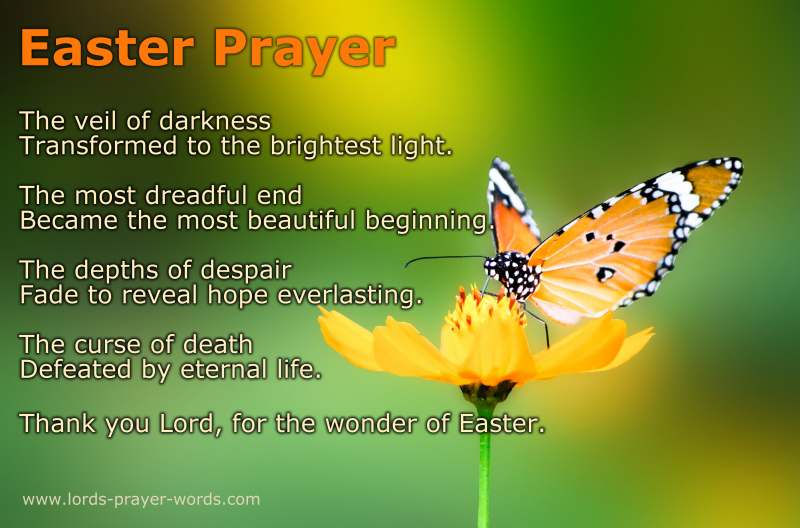 Easter Prayer
The veil of darkness
Transformed to the brightest light.
The most dreadful end
Became the most beautiful beginning.
The depths of despair
Fade to reveal hope everlasting.
The curse of death
Defeated by eternal life.
Thank you Lord, for the wonder of Easter.
www.lords-prayer-words.com